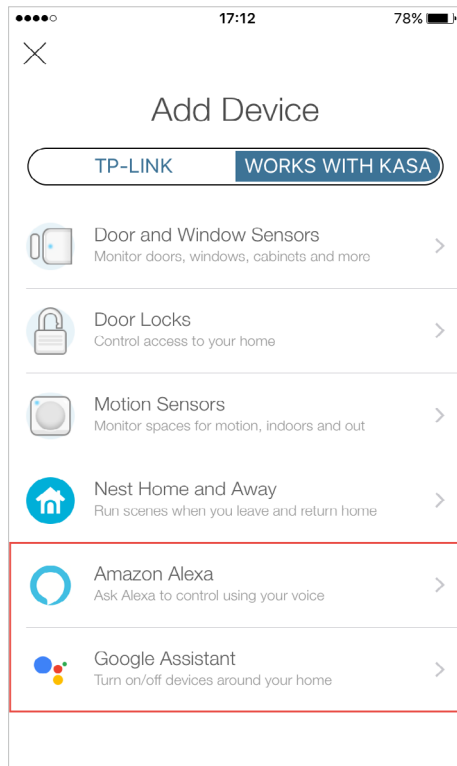 17:12
78%
Add Device
TP-LINK
WORKS WITH KASA
Door and Window Sensors
Monitor doors, windows, cabinets and more
Door Locks
Control access to your home
Motion Sensors
Monitor spaces for motion, indoors and out
Nest Home and Away
Run scenes when you leave and return home
Amazon Alexa
Ask Alexa to control using your voice
Google Assistant
Turn on/off devices around your home